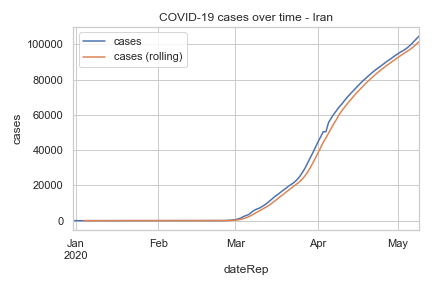 COVID-19 cases over time - Iran
cases
cases (rolling)
100000
80000
60000
40000
20000
0
cases
Jan Feb Mar Apr May
2020
dateRep